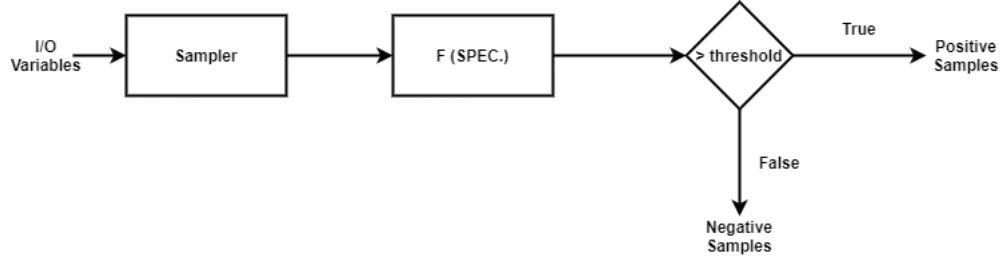 I/O
Variables
Sampler
F (SPEC.)
> threshold
True
Positive
Samples
False
Negative
Samples